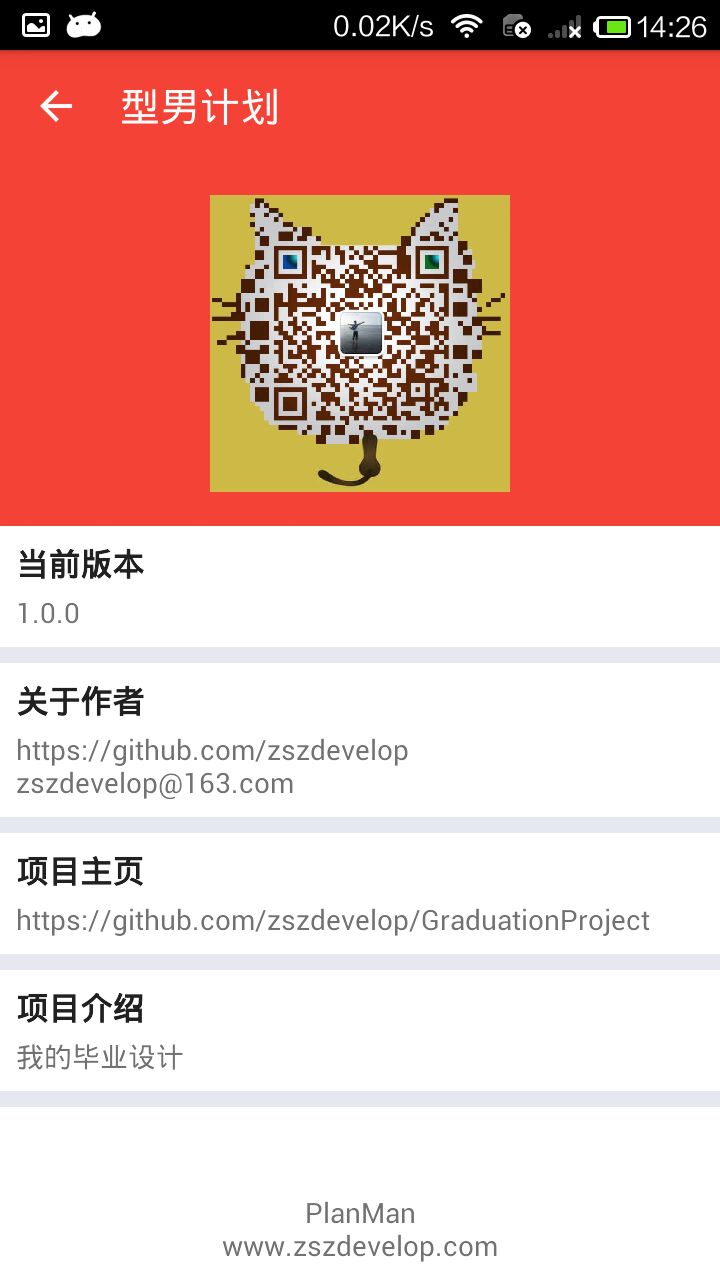 0.02K/s 14:26
型男计划
当前版本
1.0.0
关于作者
https://github.com/zszdevelop
zszdevelop@163.com
项目主页
https://github.com/zszdevelop/GraduationProject
项目介绍
我的毕业设计
PlanMan
www.zszdevelop.com